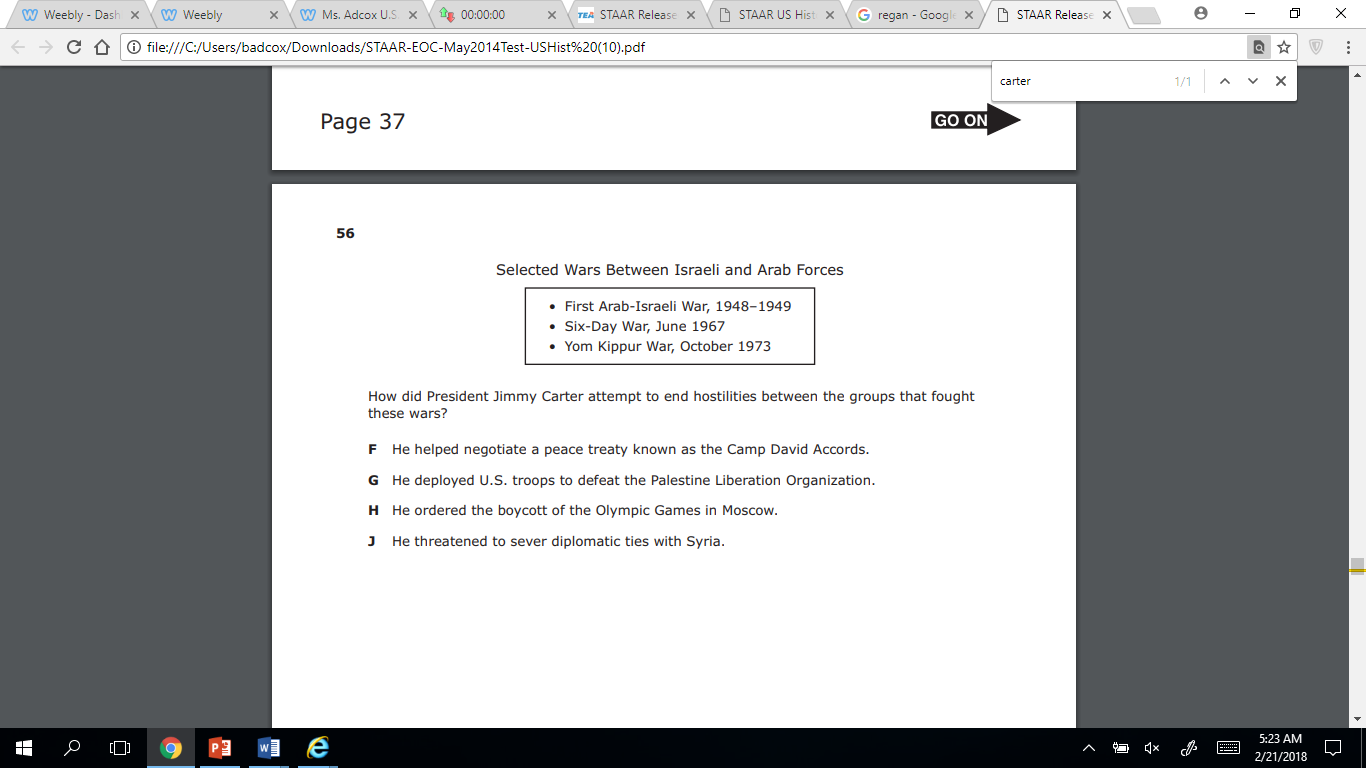 Weebly - Dash
Weebly
Ms. Adcox U.S.
00:00:00
TEA STAAR Release
STAAR US Hist
regan - Google
STAAR Release
file:///C:/Users/badcox/Downloads/STAAR-EOC-May2014Test-USHist%20(10).pdf
carter 1/1
Page 37
GO ON
56
Selected Wars Between Israeli and Arab Forces
• First Arab-Israeli War, 1948–1949
• Six-Day War, June 1967
• Yom Kippur War, October 1973
How did President Jimmy Carter attempt to end hostilities between the groups that fought
these wars?
F He helped negotiate a peace treaty known as the Camp David Accords.
G He deployed U.S. troops to defeat the Palestine Liberation Organization.
H He ordered the boycott of the Olympic Games in Moscow.
J He threatened to sever diplomatic ties with Syria.
5:23 AM
2/21/2018